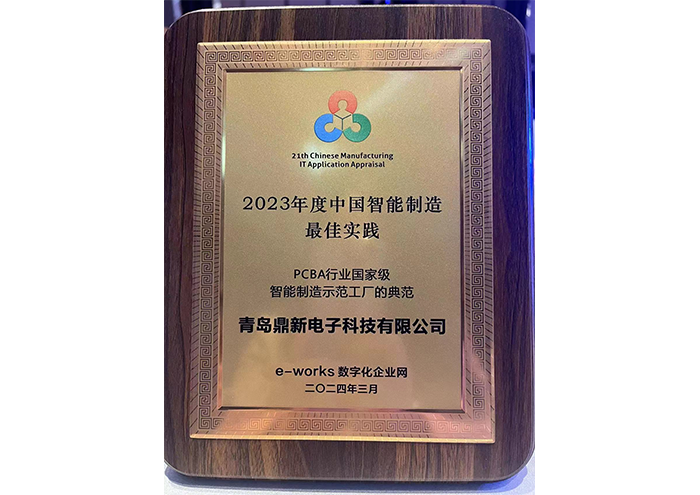 21th Chinese Manufacturing
IT Application Appraisal
2023年度中国智能制造
最佳实践
PCBA行业国家级
智能制造示范工厂的典范
青岛鼎新电子科技有限公司
e-works 数字化企业网
二〇二四年三月